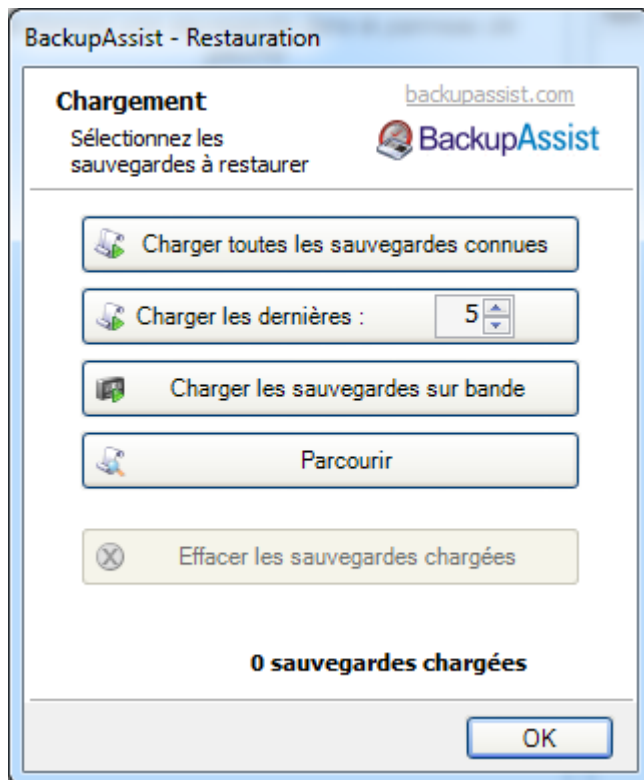 BackupAssist - Restauration
Chargement
backupassist.com
Sélectionnez les
sauvegardes à restaurer
BackupAssist
Charger toutes les sauvegardes connues
Charger les dernières : 5
Charger les sauvegardes sur bande
Parcourir
Effacer les sauvegardes chargées
0 sauvegardes chargées
OK